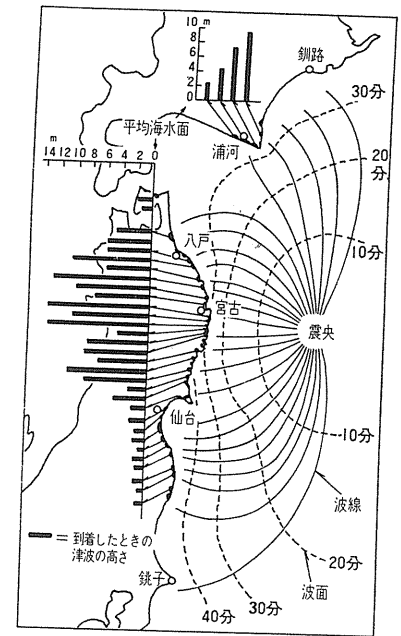 10 m
8
6
4
2
0
釧路
30分
平均海水面
浦河
20分
m
14 12 10 8 6 4 2 0
10分
八戸
宮古
震央
仙台
10分
波線
= 到着したときの
津波の高さ
20分
波面
銚子
30分
40分